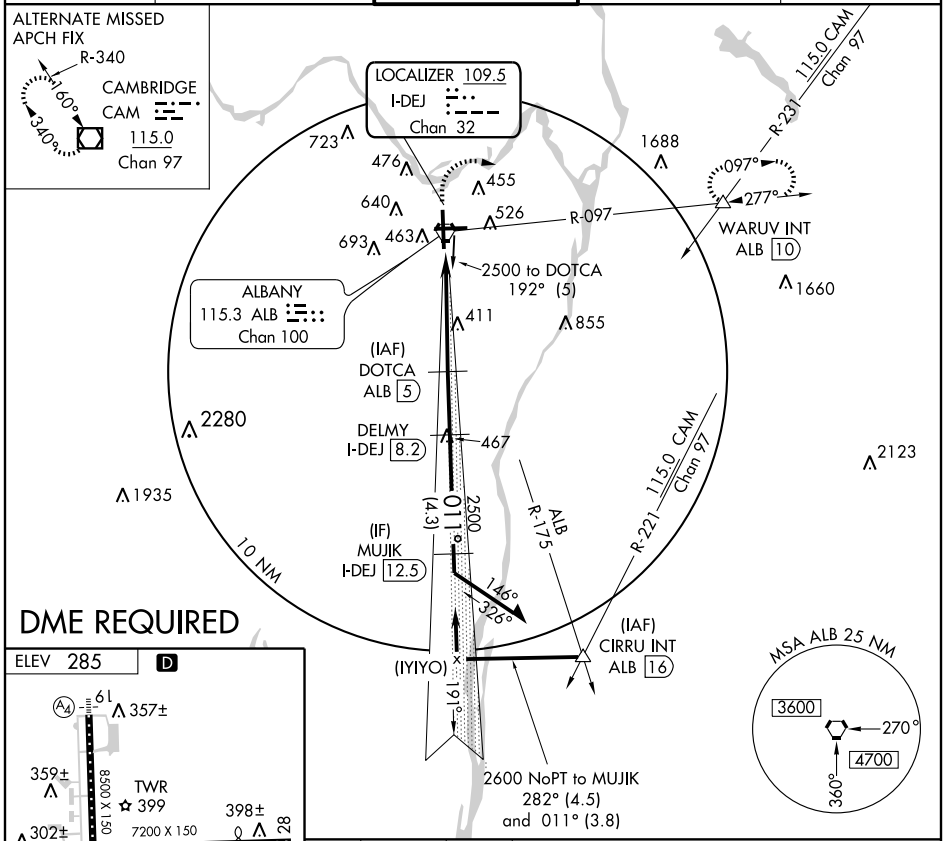 ALTERNATE MISSED
APCH FIX
R-340
160°
340°
CAMBRIDGE
CAM
115.0
Chan 97
LOCALIZER 109.5
I-DEJ
Chan 32
115.0 CAM
Chan 97
R-231
723
476
455
1688
640
526
693
463
R-097
097°
277°
WARUV INT
ALB 10
2500 to DOTCA
192° (5)
1660
ALBANY
115.3 ALB
Chan 100
411
855
(IAF)
DOTCA
ALB 5
2280
DELMY
I-DEJ 8.2
467
115.0 CAM
Chan 97
R-221
2123
1935
ALB
R-175
011°
2500
(4.3)
(IF)
MUJIK
I-DEJ 12.5
10 NM
146°
326°
DME REQUIRED
(IAF)
CIRRU INT
ALB 16
(IYIYO)
191°
2600 NoPT to MUJIK
282° (4.5)
and 011° (3.8)
MSA ALB 25 NM
3600
270°
4700
360°
ELEV 285
D
A4
6L
357±
359±
8500 X 150
TWR
399
398±
302±
7200 X 150
28